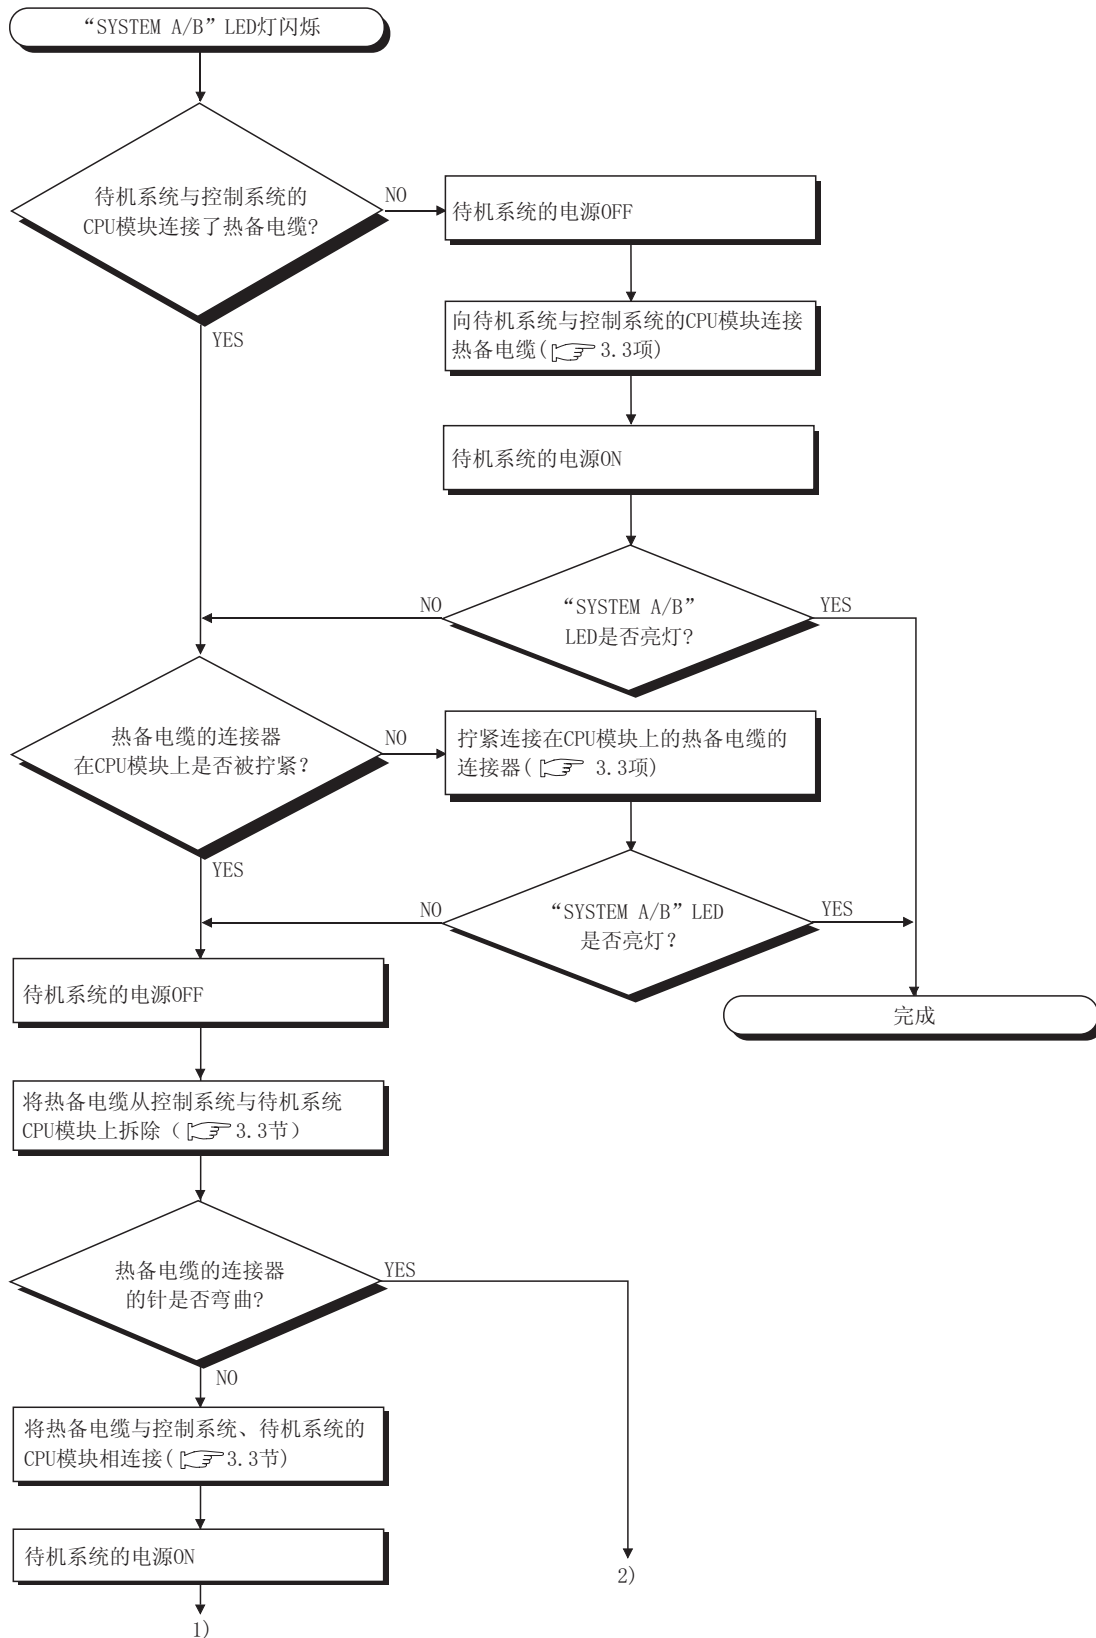 “SYSTEM A/B”LED灯闪烁
待机系统与控制系统的
CPU模块连接了热备电缆?
NO
待机系统的电源OFF
YES
向待机系统与控制系统的CPU模块连接
热备电缆( 3.3项)
待机系统的电源ON
NO
“SYSTEM A/B”
LED是否亮灯?
YES
热备电缆的连接器
在CPU模块上是否被拧紧?
NO
拧紧连接在CPU模块上的热备电缆的
连接器( 3.3项)
YES
NO
“SYSTEM A/B”LED
是否亮灯?
YES
待机系统的电源OFF
完成
将热备电缆从控制系统与待机系统
CPU模块上拆除（ 3.3节）
热备电缆的连接器
的针是否弯曲?
YES
NO
将热备电缆与控制系统、待机系统的
CPU模块相连接( 3.3节)
待机系统的电源ON
2)
1)